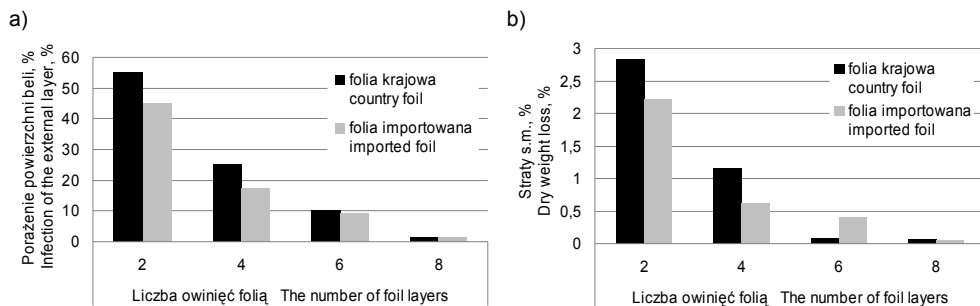 a)
Porażenie powierzchni beli, %
Infection of the external layer, %
60
50
40
30
20
10
0
folia krajowa
country foil
folia importowana
imported foil
2 4 6 8
Liczba owinięć folią The number of foil layers
b)
Straty s.m., %
Dry weight loss, %
3
2,5
2
1,5
1
0,5
0
folia krajowa
country foil
folia importowana
imported foil
2 4 6 8
Liczba owinięć folią The number of foil layers